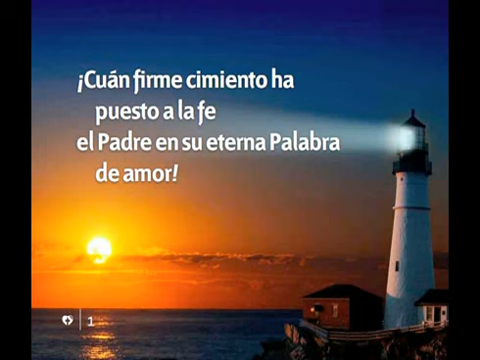 ¡Cuán firme cimiento ha
puesto a la fe
el Padre en su eterna Palabra
de amor!
1